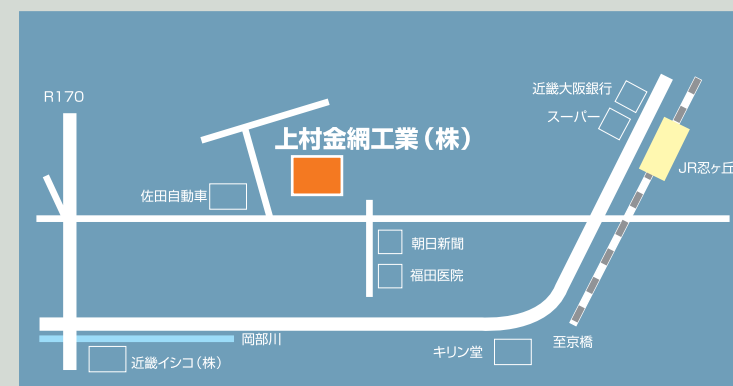 近畿大阪銀行
R170
スーパー
上村金網工業（株）
JR忍ヶ丘
佐田自動車
朝日新聞
福田医院
岡部川
至京橋
キリン堂
近畿イシコ（株）